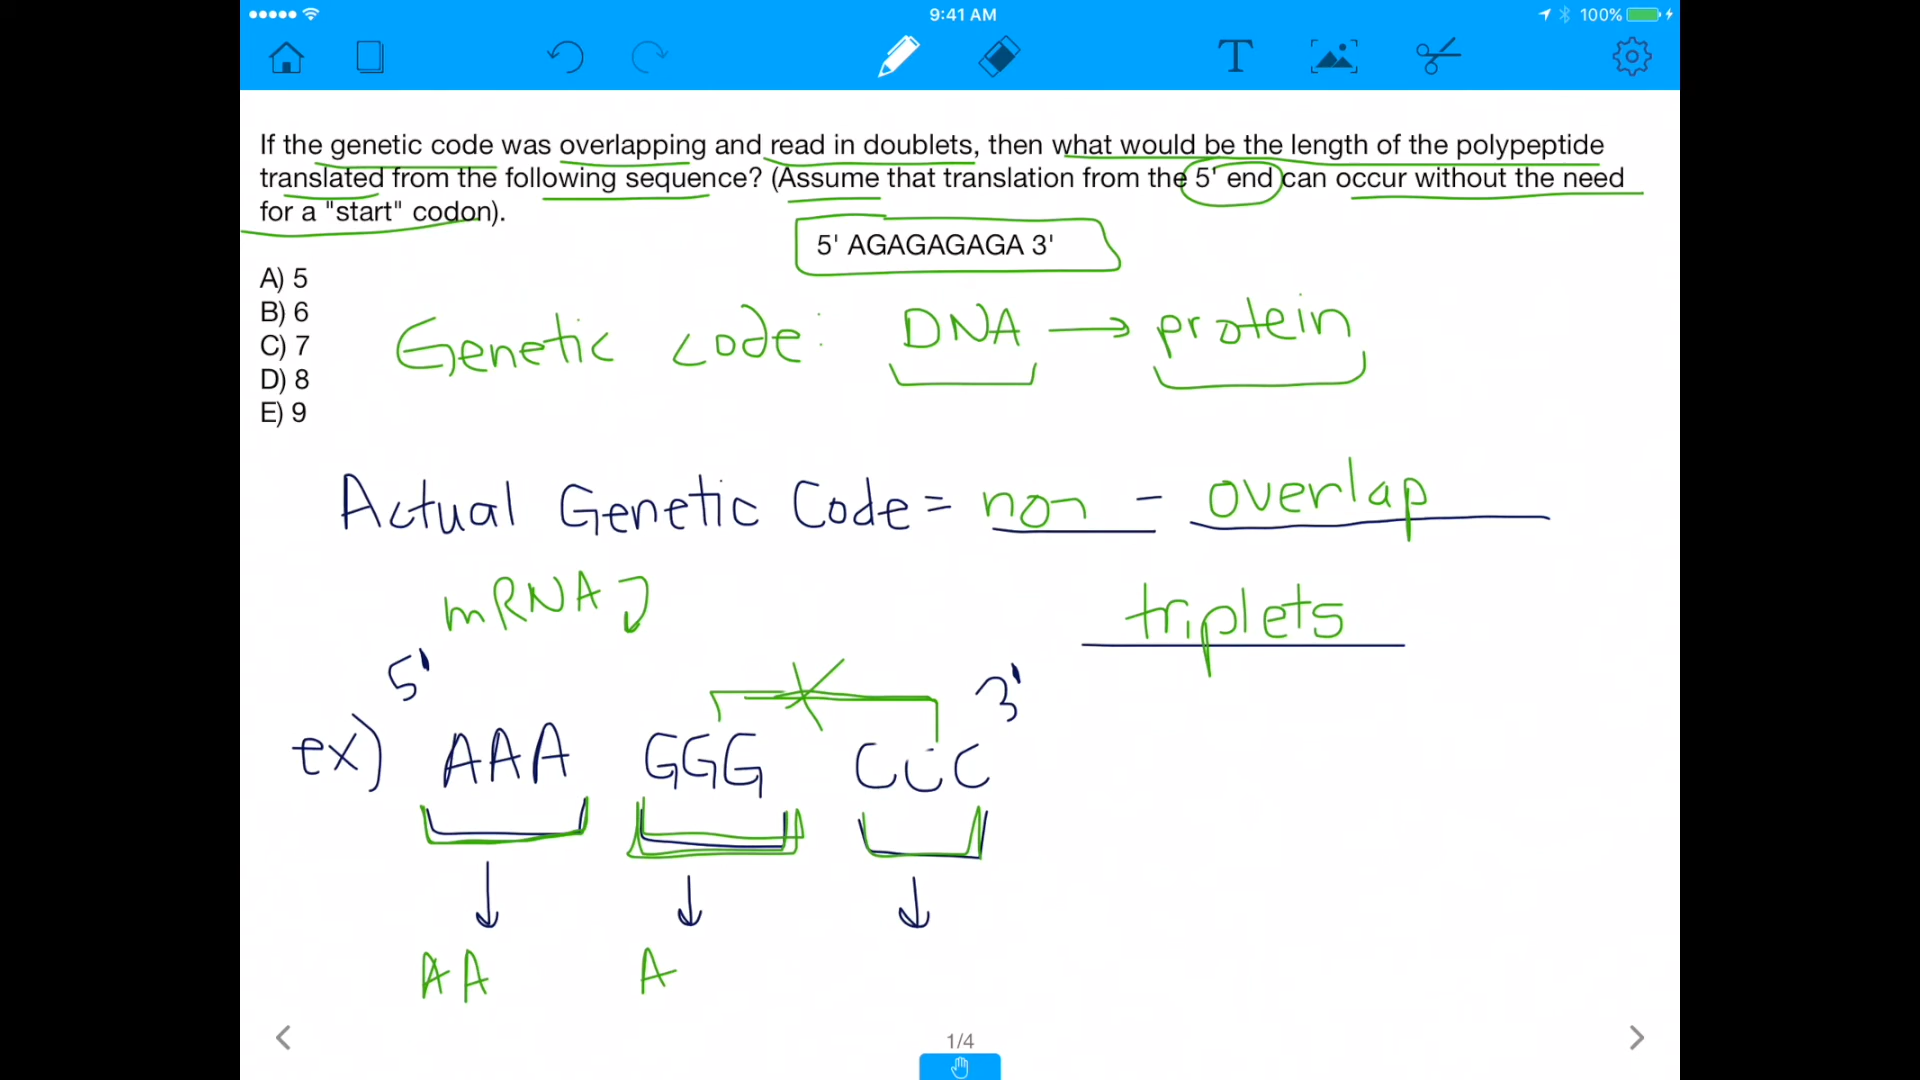 9:41 AM
100%
T
If the genetic code was overlapping and read in doublets, then what would be the length of the polypeptide
translated from the following sequence? (Assume that translation from the 5' end can occur without the need
for a "start" codon).
5' AGAGAGAGA 3'
A) 5
B) 6
C) 7
D) 8
E) 9
Genetic code: DNA → protein
Actual Genetic Code = non - overlap
mRNA
triplets
5' 3'
ex) AAA GGG CCC
AA A
1/4